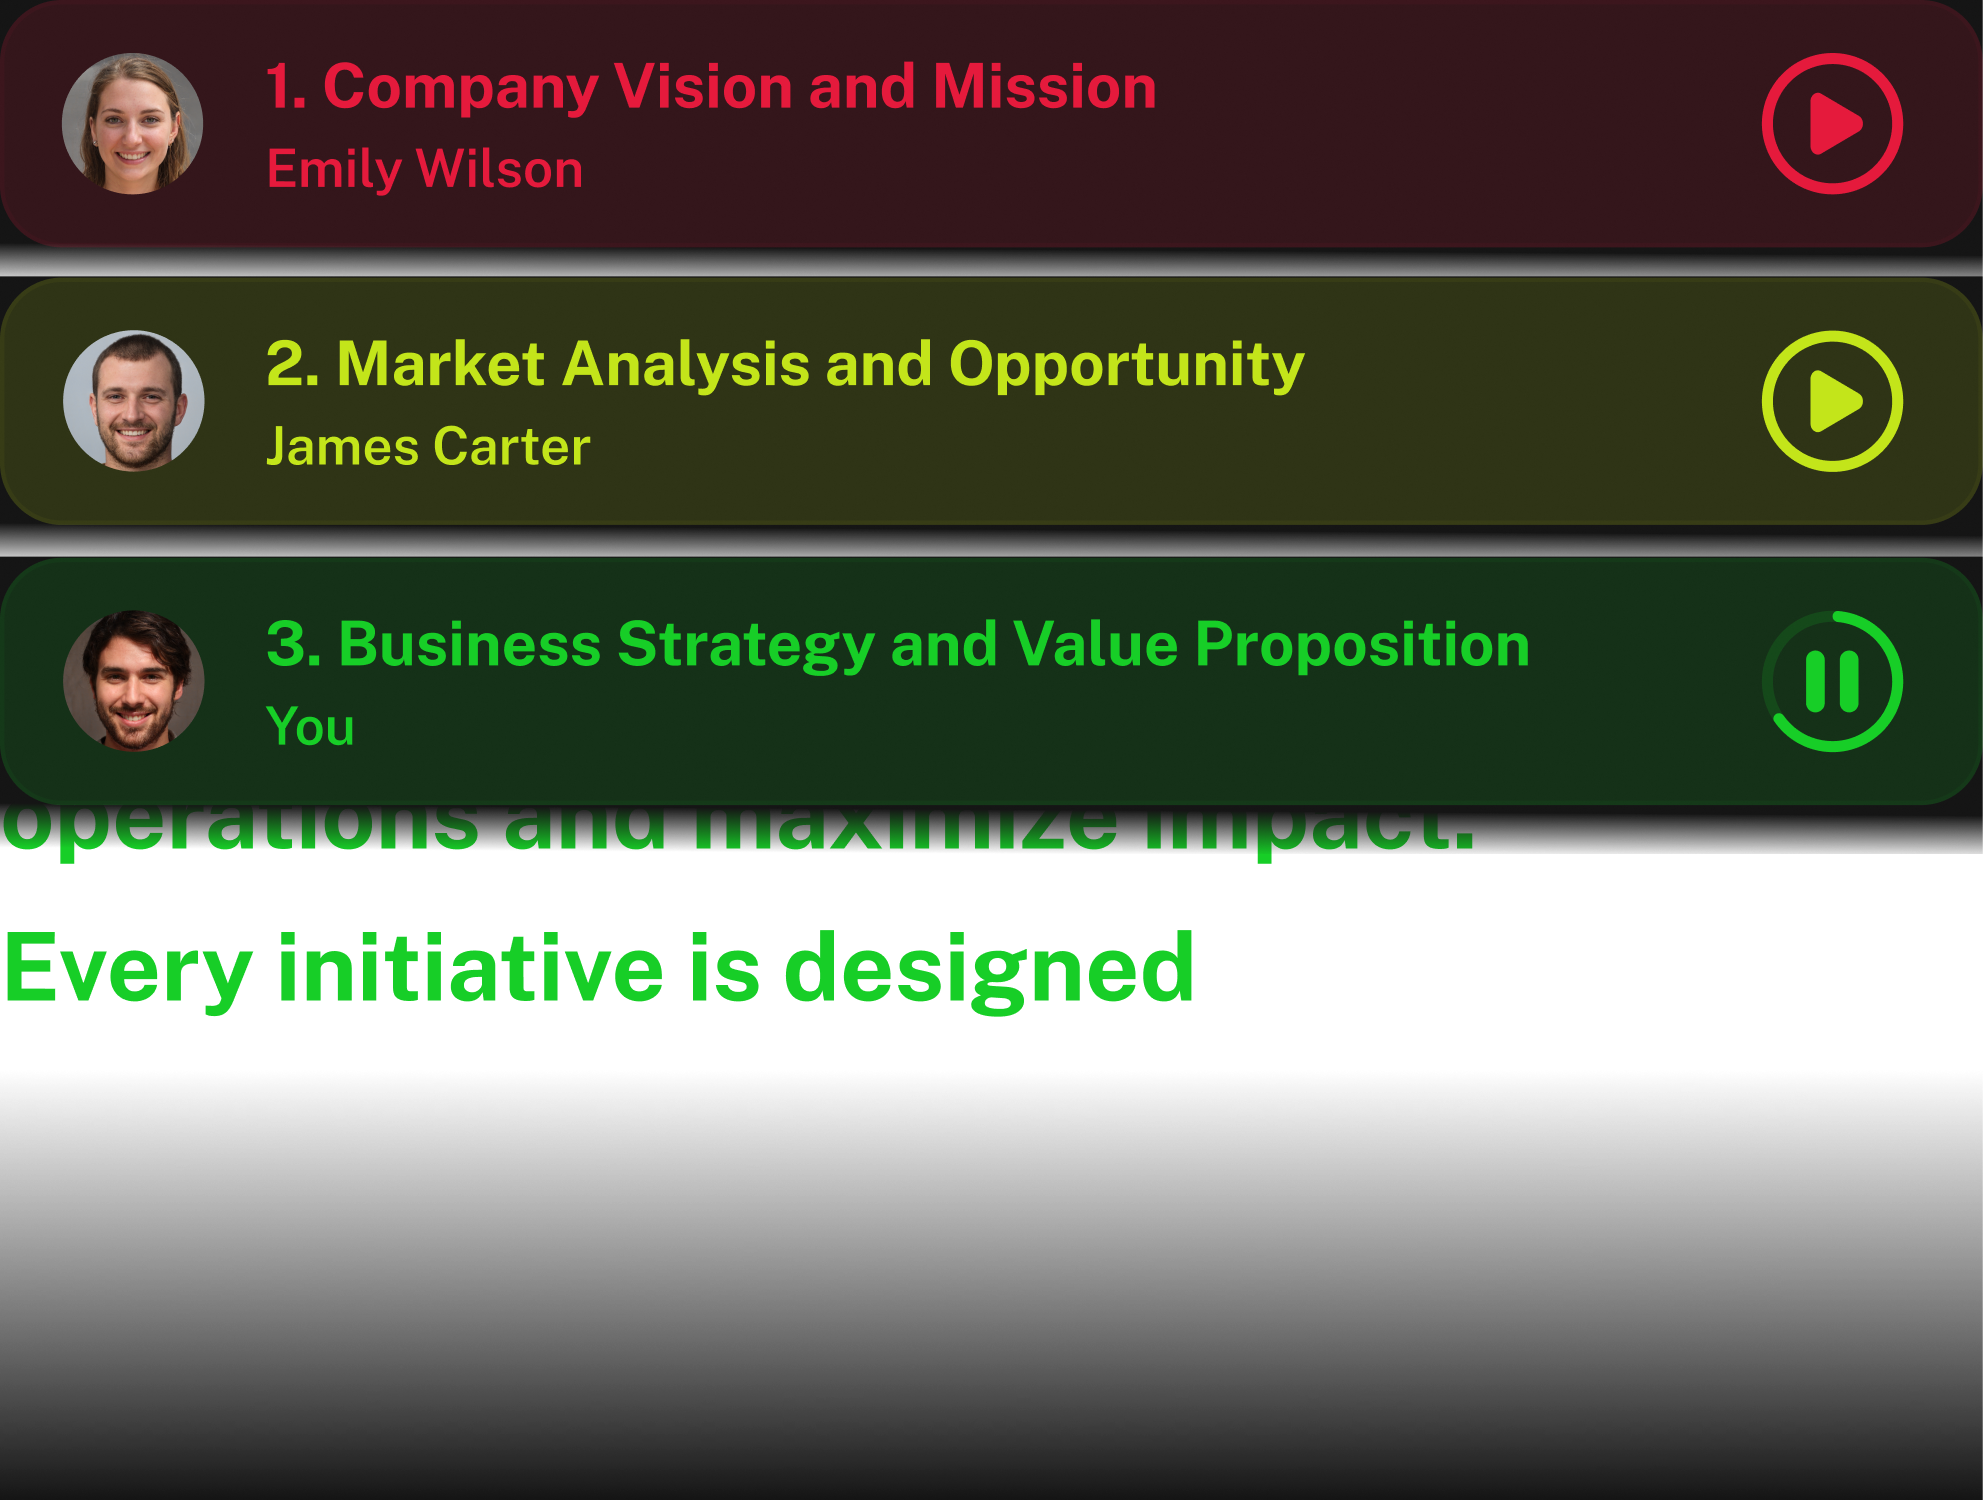 1. Company Vision and Mission
Emily Wilson
2. Market Analysis and Opportunity
James Carter
3. Business Strategy and Value Proposition
You
operations and maximize impact.
Every initiative is designed